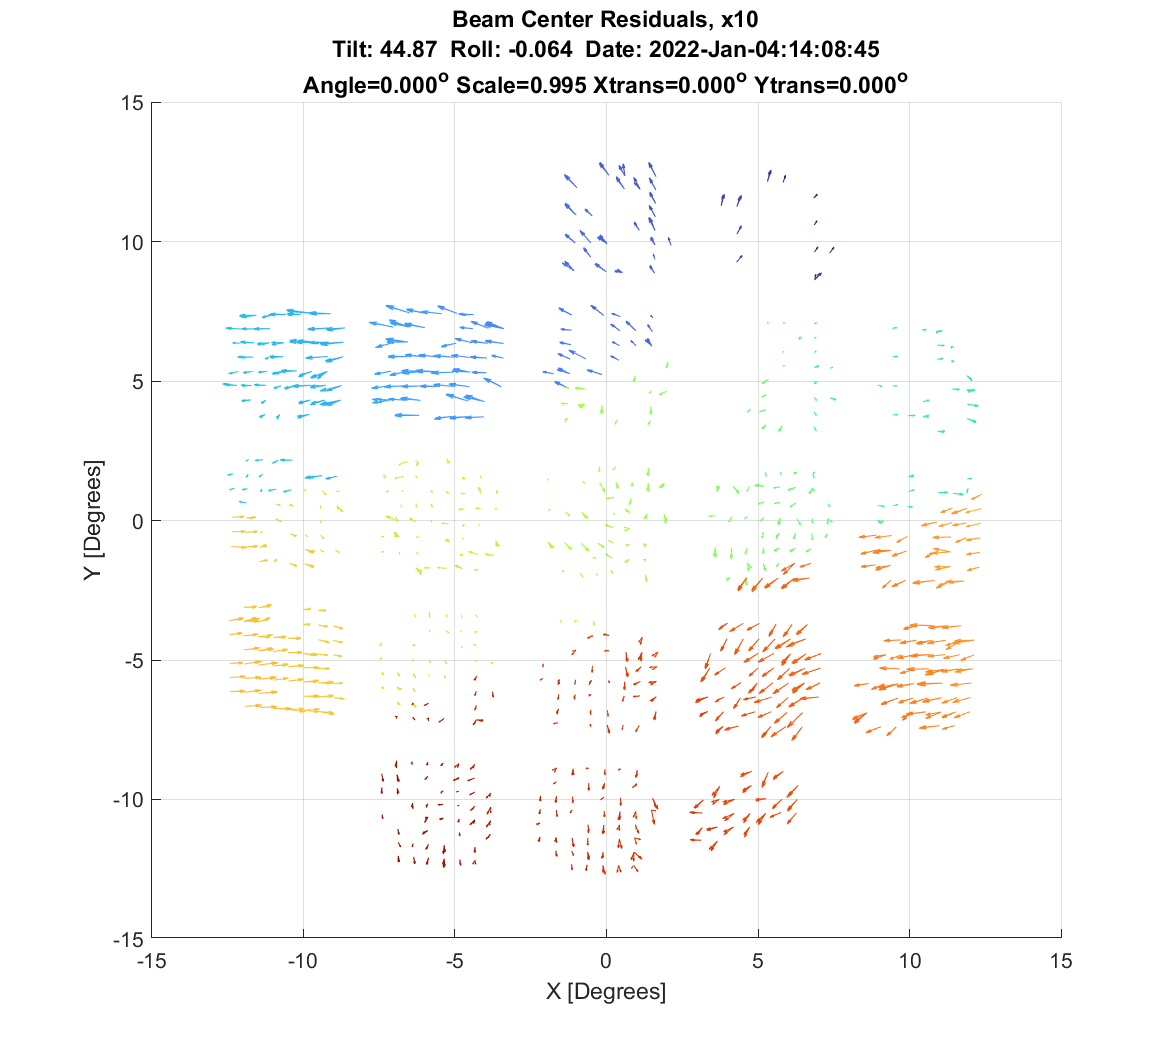 Beam Center Residuals, x10
Tilt: 44.87 Roll: -0.064 Date: 2022-Jan-04:14:08:45
Angle=0.000° Scale=0.995 Xtrans=0.000° Ytrans=0.000°
15
10
5
0
-5
-10
-15
Y [Degrees]
-15 -10 -5 0 5 10 15
X [Degrees]